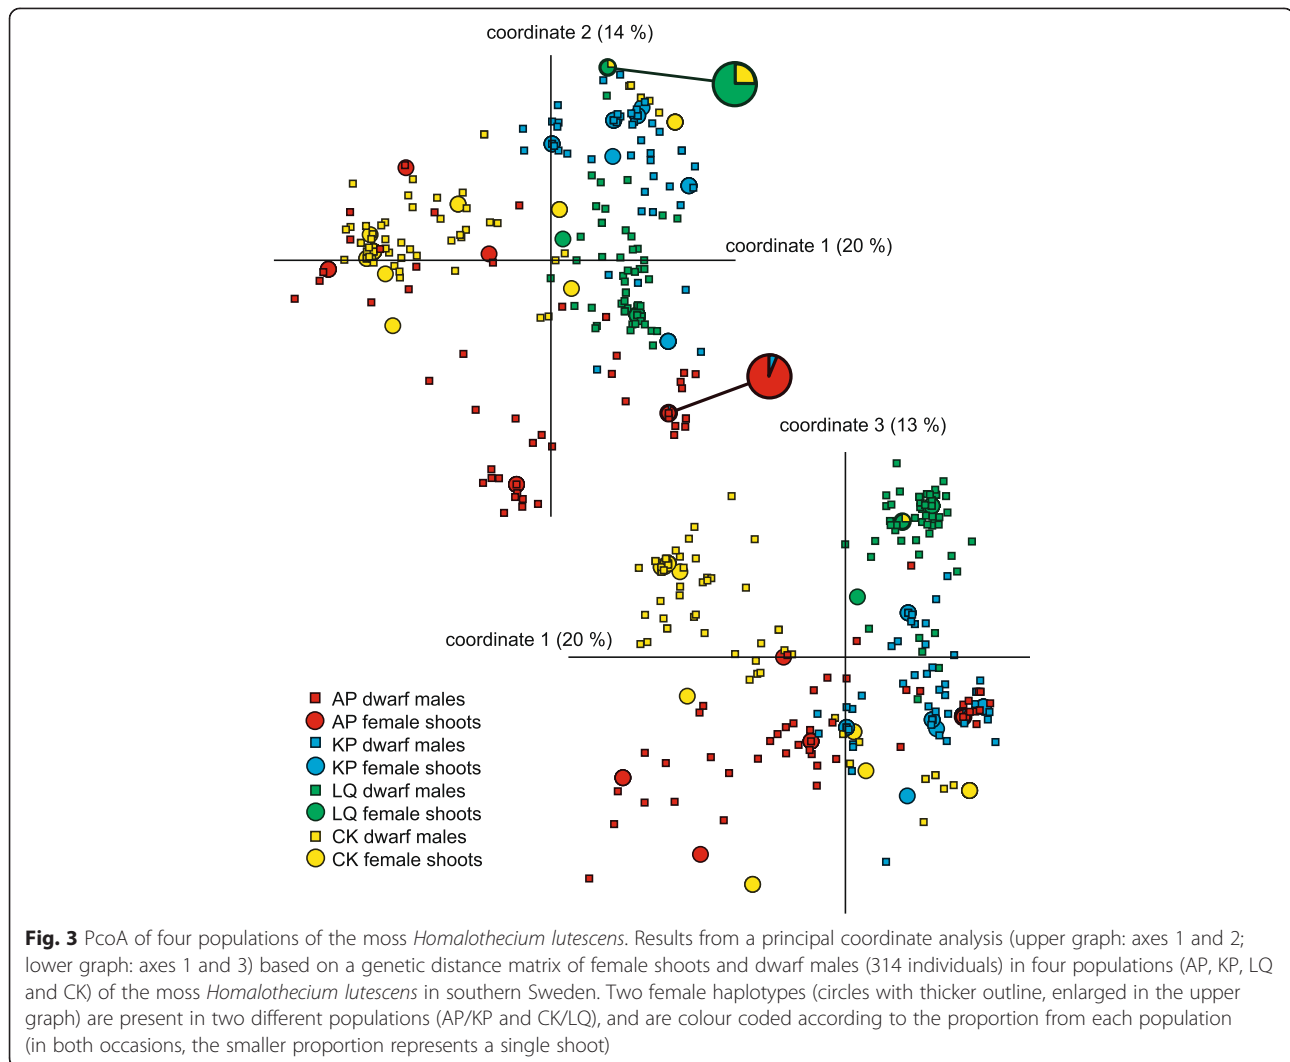 coordinate 2 (14 %)
coordinate 1 (20 %)
coordinate 3 (13 %)
coordinate 1 (20 %)
AP dwarf males
AP female shoots
KP dwarf males
KP female shoots
LQ dwarf males
LQ female shoots
CK dwarf males
CK female shoots
Fig. 3 PcoA of four populations of the moss Homalothecium lutescens. Results from a principal coordinate analysis (upper graph: axes 1 and 2;
lower graph: axes 1 and 3) based on a genetic distance matrix of female shoots and dwarf males (314 individuals) in four populations (AP, KP, LQ
and CK) of the moss Homalothecium lutescens in southern Sweden. Two female haplotypes (circles with thicker outline, enlarged in the upper
graph) are present in two different populations (AP/KP and CK/LQ), and are colour coded according to the proportion from each population
(in both occasions, the smaller proportion represents a single shoot)